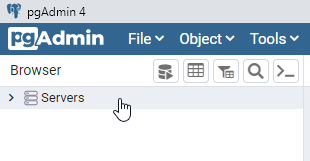 pgAdmin 4
pgAdmin File Object Tools
Browser
Servers